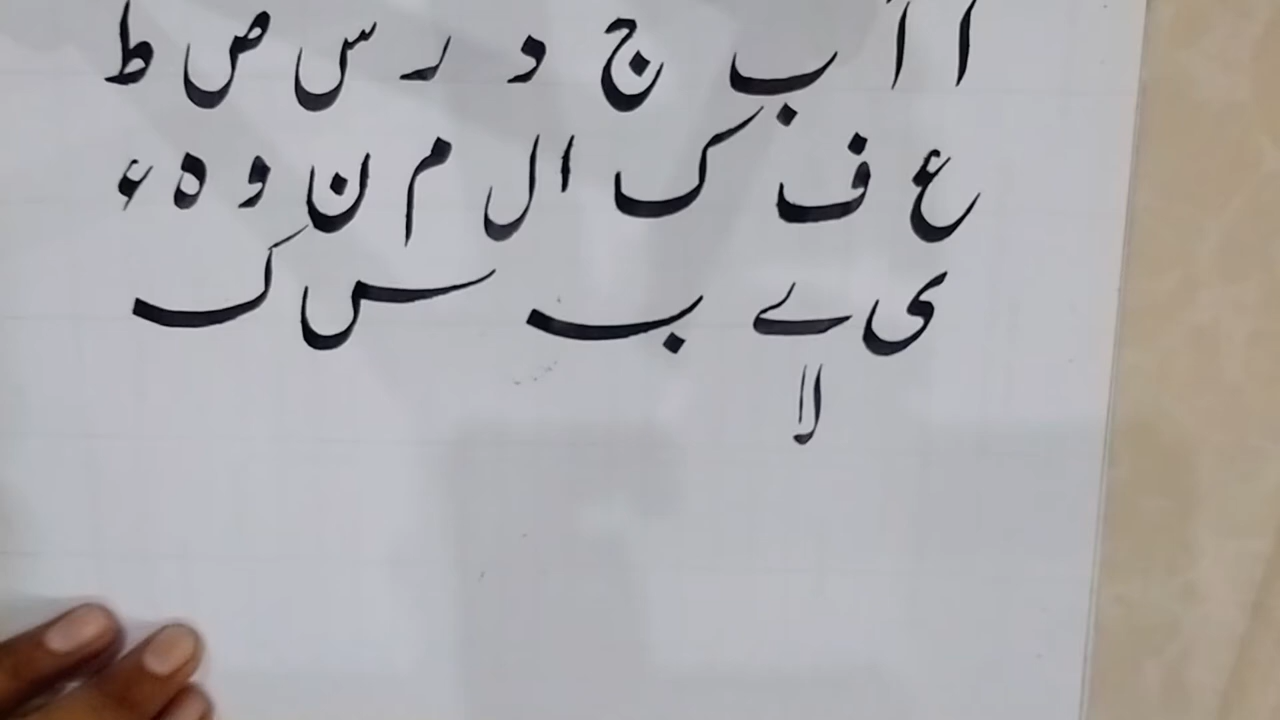 ا آ ب ج د ر س ص ط
ع ف ک ا ل م ن و ہ ء
ی ے ب س ک
لا